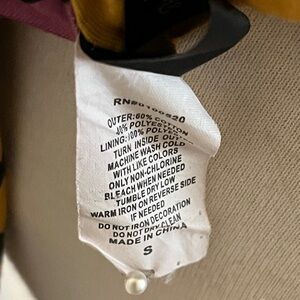 RN90100920
OUTER:60% COTTON
40% POLYESTER
LINING:100% POLYESTER
TURN INSIDE OUT
MACHINE WASH COLD
WITH LIKE COLORS
ONLY NON-CHLORINE
BLEACH WHEN NEEDED
TUMBLE DRY LOW
WARM IRON ON REVERSE SIDE
IF NEEDED
DO NOT IRON DECORATION
DO NOT DRY CLEAN
MADE IN CHINA
S